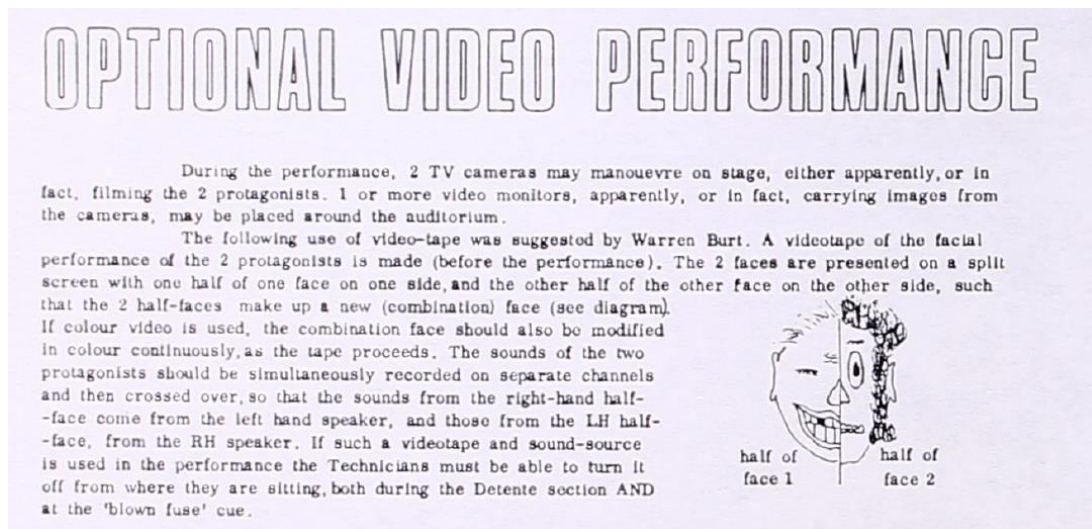 OPTIONAL VIDEO PERFORMANCE
During the performance, 2 TV cameras may manouevre on stage, either apparently, or in
fact, filming the 2 protagonists. 1 or more video monitors, apparently, or in fact, carrying images from
the cameras, may be placed around the auditorium.
The following use of video-tape was suggested by Warren Burt. A videotape of the facial
performance of the 2 protagonists is made (before the performance). The 2 faces are presented on a split
screen with one half of one face on one side, and the other half of the other face on the other side, such
that the 2 half-faces make up a new (combination) face (see diagram).
If colour video is used, the combination face should also be modified
in colour continuously, as the tape proceeds. The sounds of the two
protagonists should be simultaneously recorded on separate channels
and then crossed over, so that the sounds from the right-hand half-
-face come from the left hand speaker, and those from the LH half-
-face, from the RH speaker. If such a videotape and sound-source
is used in the performance the Technicians must be able to turn it
off from where they are sitting, both during the Detente section AND
at the 'blown fuse' cue.
half of
face 1
half of
face 2